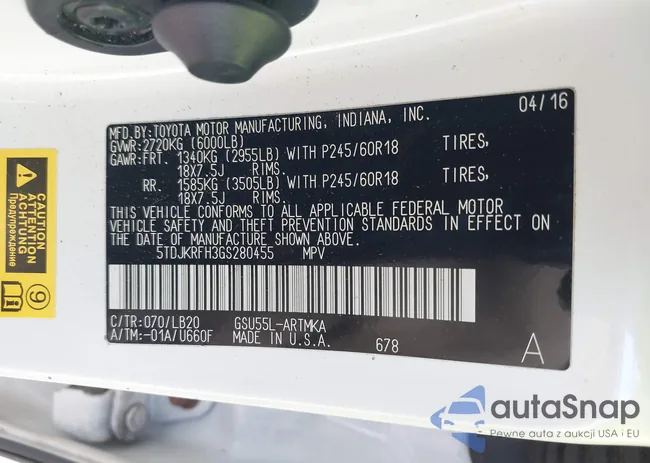 04/16
MFD.BY:TOYOTA MOTOR MANUFACTURING, INDIANA, INC.
GVWR:2720KG (6000LB)
GAWR:FRT. 1340KG (2955LB) WITH P245/60R18 TIRES,
18X7.5J RIMS.
RR. 1585KG (3505LB) WITH P245/60R18 TIRES,
18X7.5J RIMS.
THIS VEHICLE CONFORMS TO ALL APPLICABLE FEDERAL MOTOR
VEHICLE SAFETY AND THEFT PREVENTION STANDARDS IN EFFECT ON
THE DATE OF MANUFACTURE SHOWN ABOVE.
5TDJKRFH3GS280455 MPV
C/TR:070/LB20 GSU55L-ARTMKA
A/TM:-01A/U660F MADE IN U.S.A. 678
A
CAUTION
ATTENTION
Предупреждение
9
autaSnap
Pewne auta z aukcji USA i EU